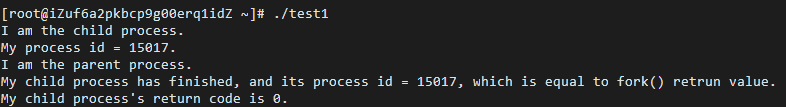 [root@iZuf6a2pkbcp9g00erq1idZ ~]# ./test1
I am the child process.
My process id = 15017.
I am the parent process.
My child process has finished, and its process id = 15017, which is equal to fork() retrun value.
My child process's return code is 0.